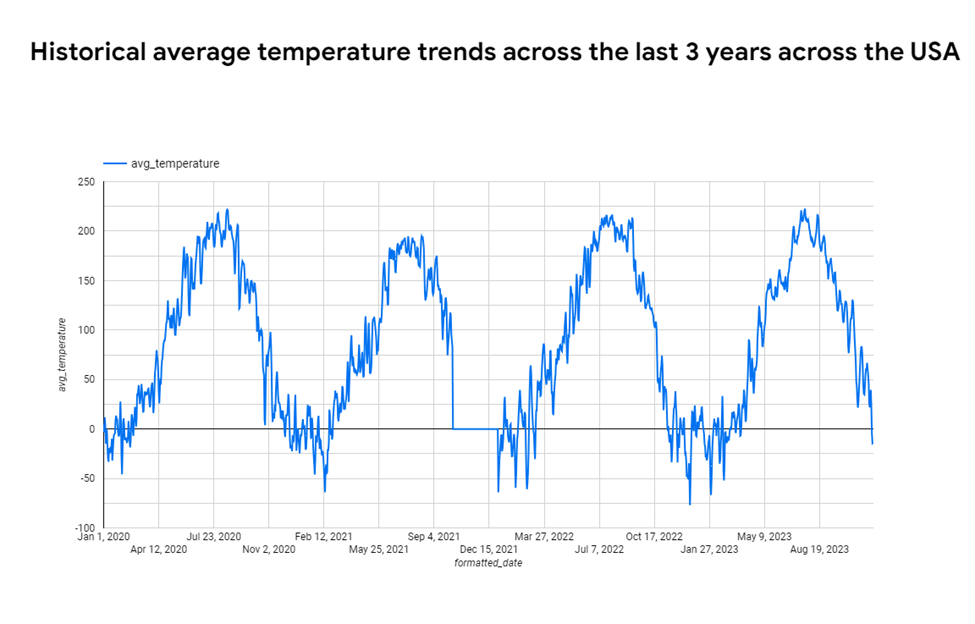 Historical average temperature trends across the last 3 years across the USA
avg_temperature
250
200
150
100
50
0
-50
-100
avg_temperature
Jan 1, 2020
Apr 12, 2020
Jul 23, 2020
Nov 2, 2020
Feb 12, 2021
May 25, 2021
Sep 4, 2021
Dec 15, 2021
Mar 27, 2022
Jul 7, 2022
Oct 17, 2022
Jan 27, 2023
May 9, 2023
Aug 19, 2023
formatted_date